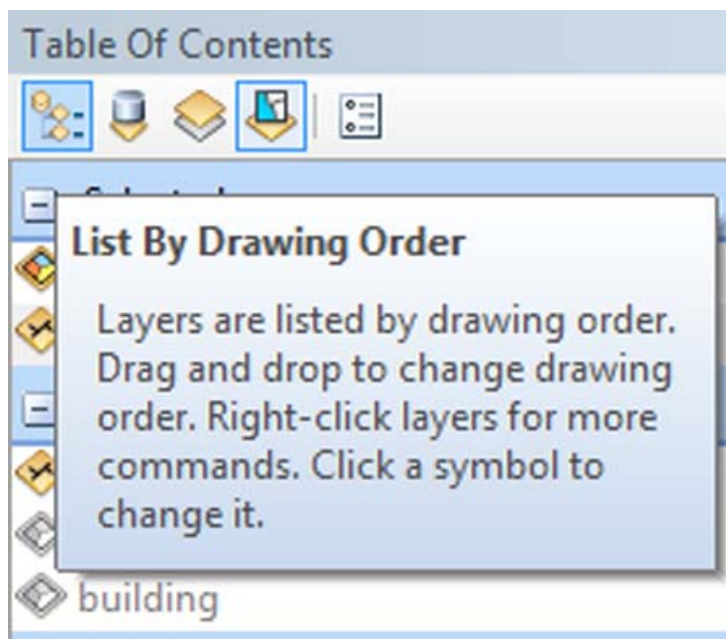 Table Of Contents
List By Drawing Order
Layers are listed by drawing order.
Drag and drop to change drawing
order. Right-click layers for more
commands. Click a symbol to
change it.
building